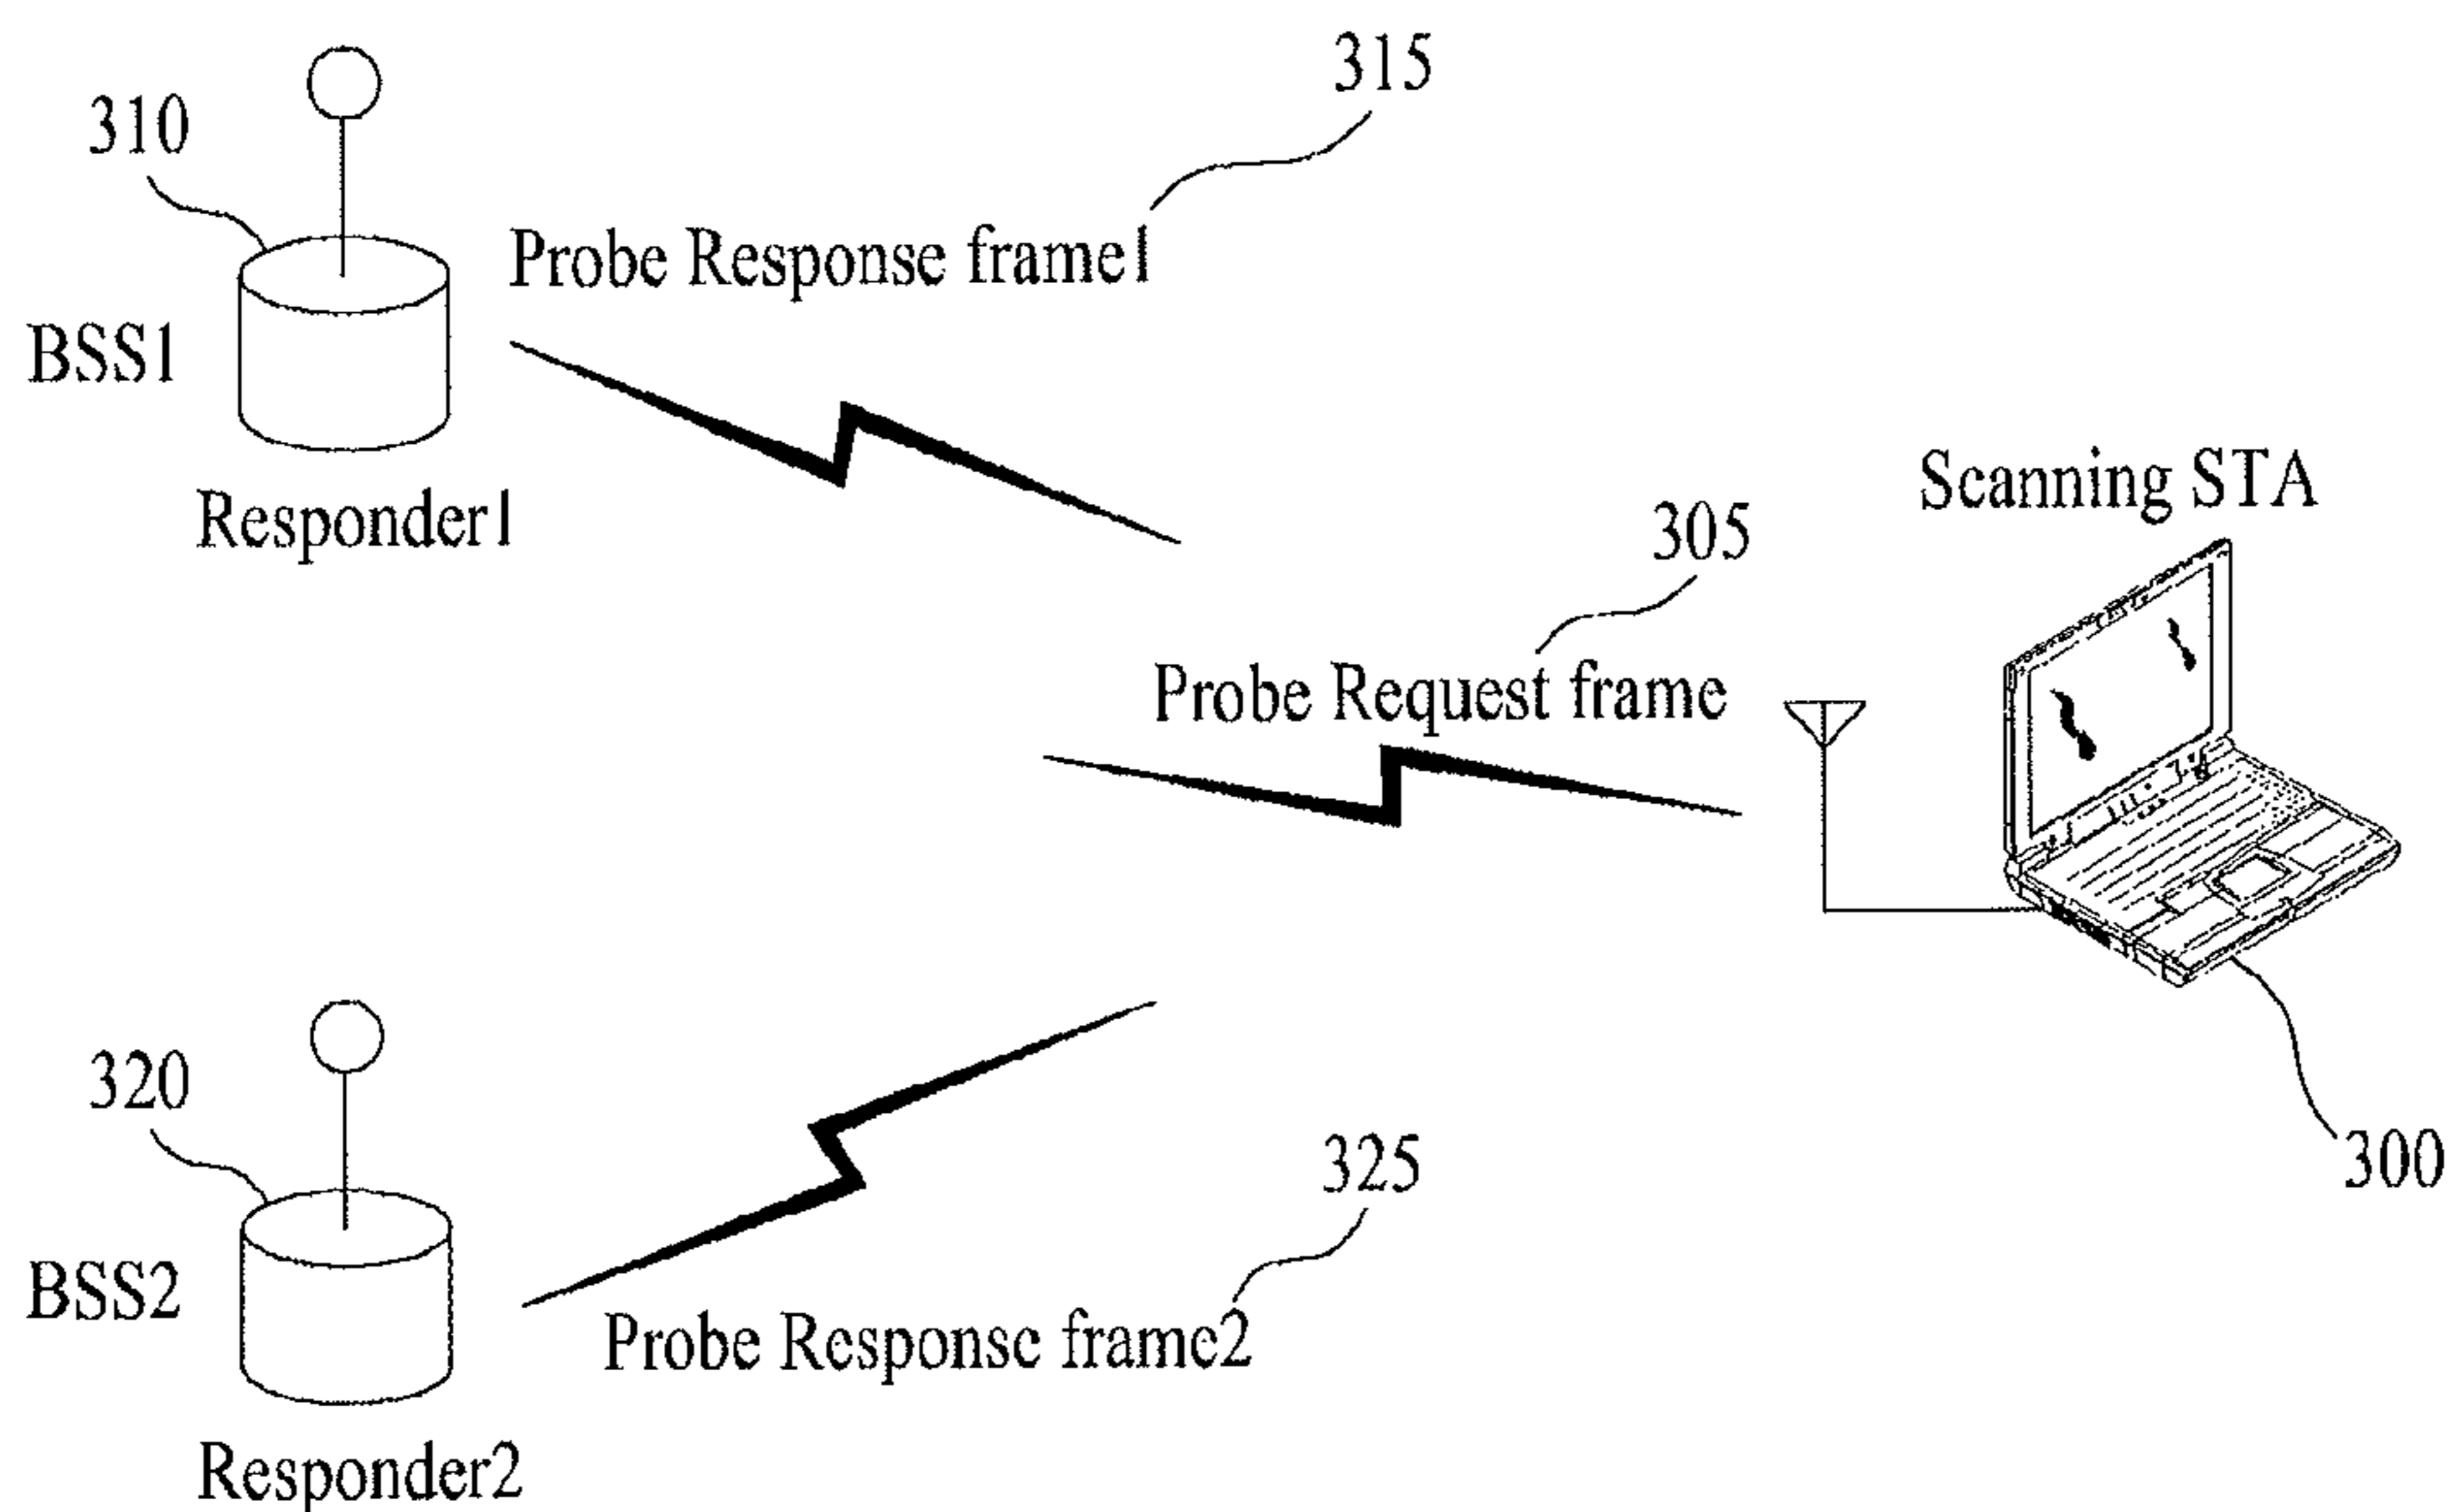 315
310
Probe Response frame1
BSS1
Scanning STA
Responder1
305
Probe Request frame
320
325
300
BSS2
Probe Response frame2
Responder2